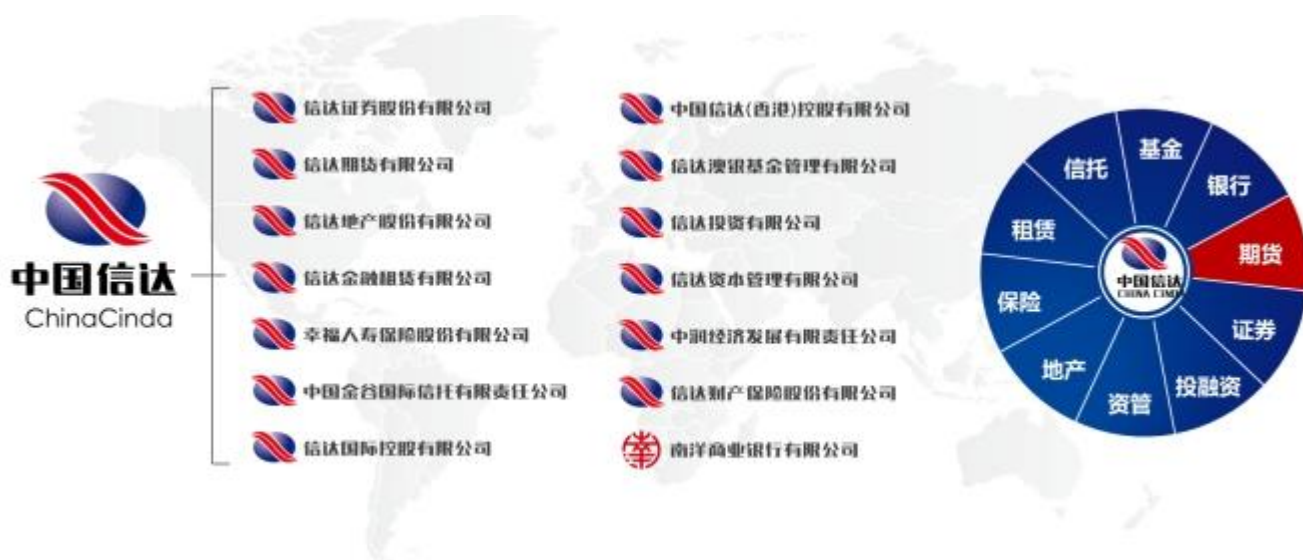 中国信达
ChinaCinda
信达证券股份有限公司
信达期货有限公司
信达地产股份有限公司
信达金融租赁有限公司
幸福人寿保险股份有限公司
中国金谷国际信托有限责任公司
信达国际控股有限公司
中国信达(香港)控股有限公司
信达澳银基金管理有限公司
信达投资有限公司
信达资本管理有限公司
中润经济发展有限责任公司
信达财产保险股份有限公司
南洋商业银行有限公司
基金
银行
期货
证券
投融资
资管
地产
保险
租赁
信托
中国信达
CHINA CINDA